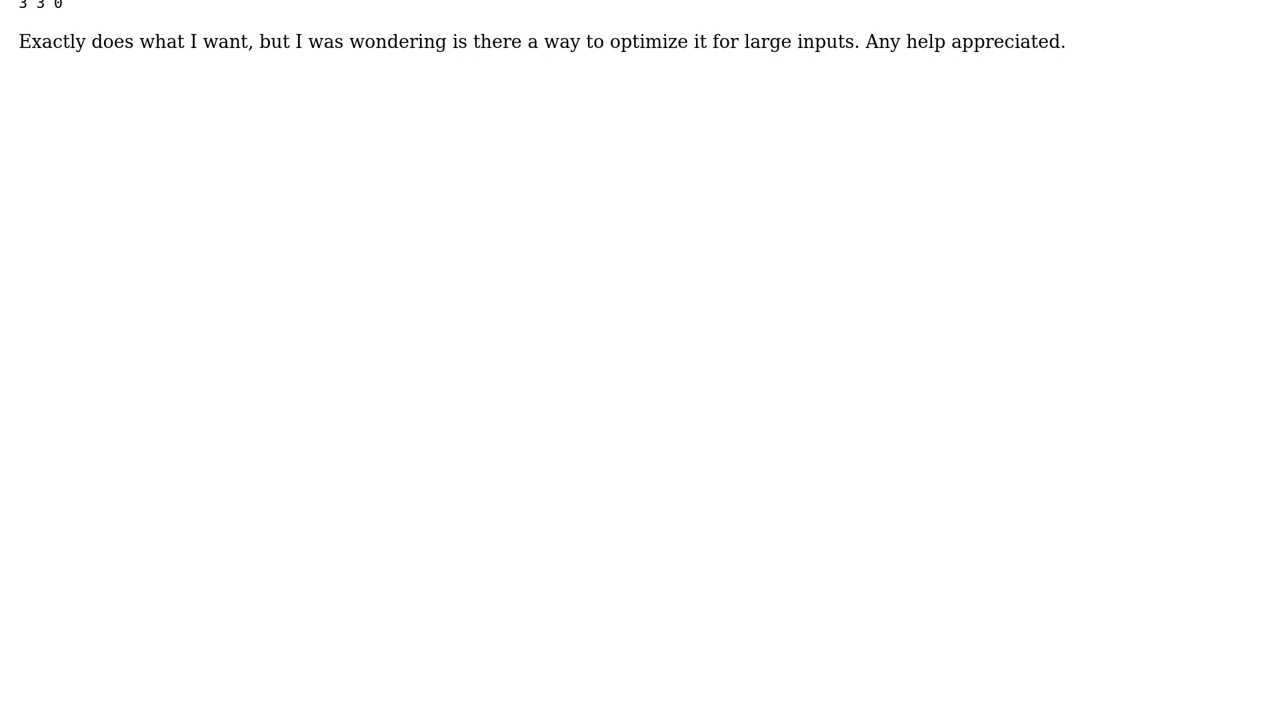 3 3 0
Exactly does what I want, but I was wondering is there a way to optimize it for large inputs. Any help appreciated.